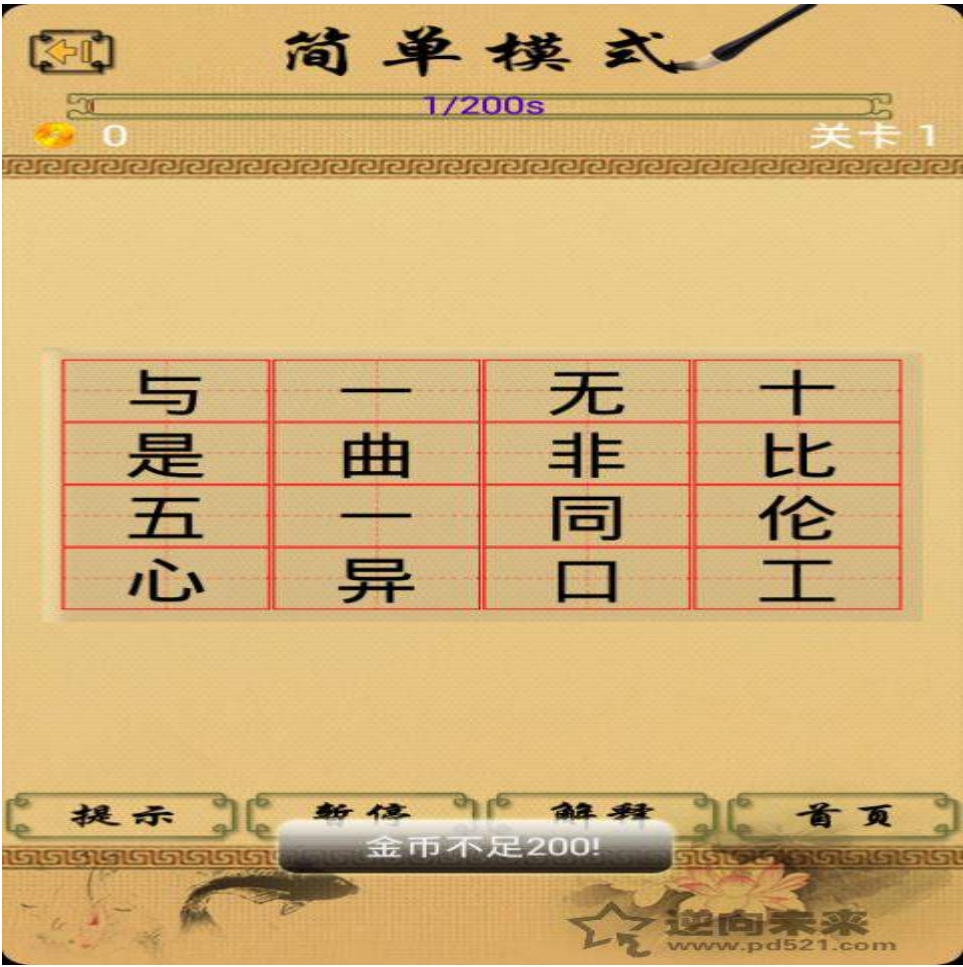 简单模式
1/200s
0 关卡 1
与 一 无 十
是 曲 非 比
五 一 同 伦
心 异 口 工
提示 暂停 解释 首页
金币不足200!
逆向未来
www.pd521.com